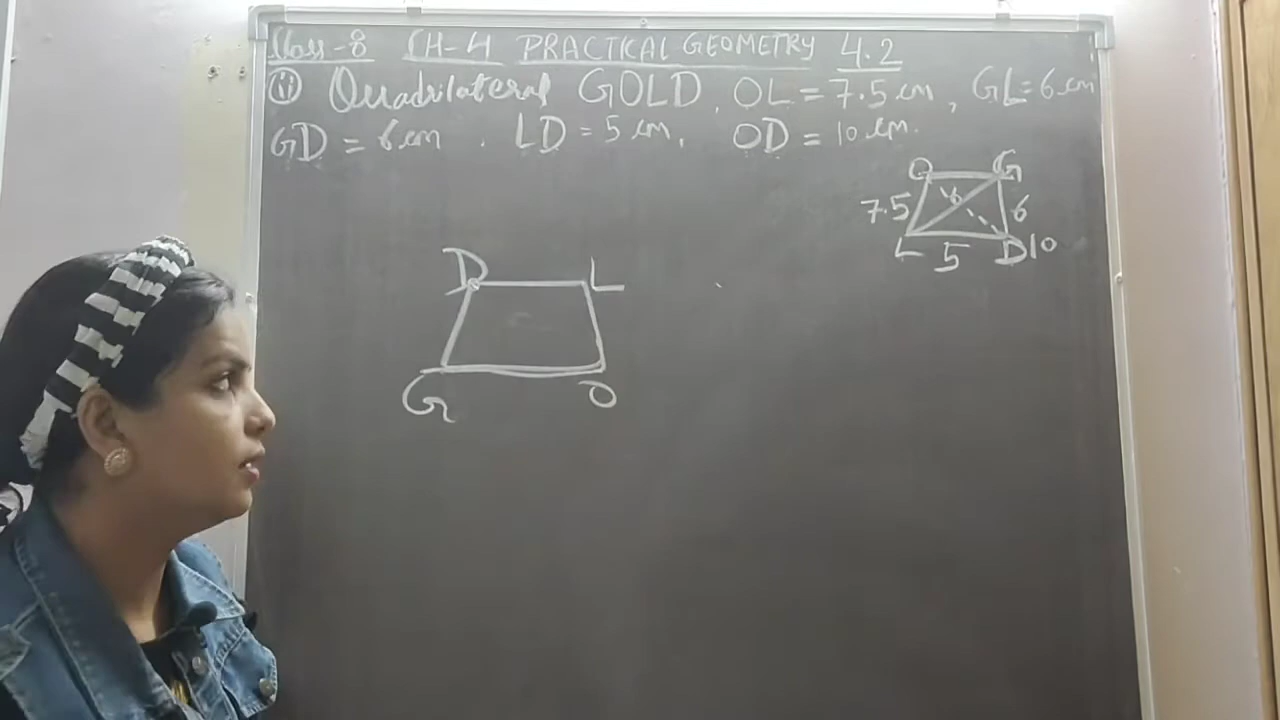 Class-8 CH-4 PRACTICAL GEOMETRY 4.2
(ii) Quadrilateral GOLD, OL = 7.5 cm, GL = 6 cm
GD = 6 cm, LD = 5 cm, OD = 10 cm.
O G
7.5 6 6
L 5 D 10
D L
G O